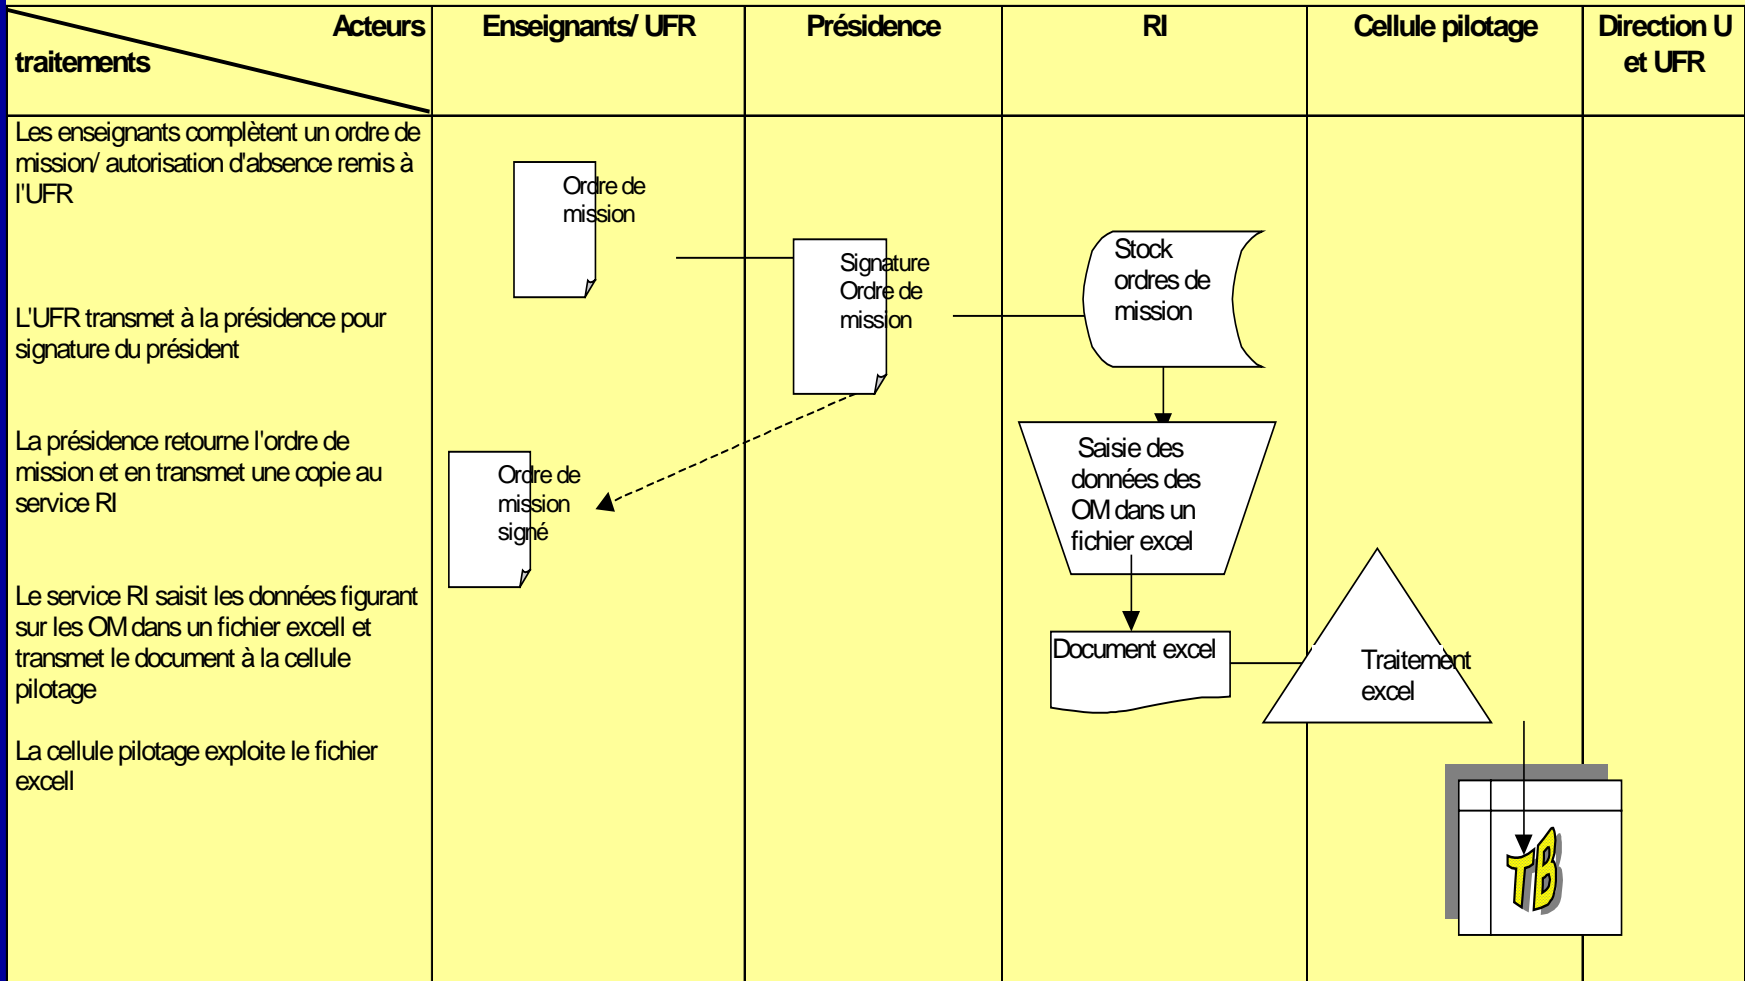 Acteurs
traitements
Enseignants/ UFR
Présidence
RI
Cellule pilotage
Direction U
et UFR
Les enseignants complètent un ordre de
mission/ autorisation d'absence remis à
l'UFR
L'UFR transmet à la présidence pour
signature du président
La présidence retourne l'ordre de
mission et en transmet une copie au
service RI
Le service RI saisit les données figurant
sur les OM dans un fichier excell et
transmet le document à la cellule
pilotage
La cellule pilotage exploite le fichier
excell
Ordre de
mission
Signature
Ordre de
mission
Stock
ordres de
mission
Ordre de
mission
signé
Saisie des
données des
OM dans un
fichier excel
Document excel
Traitement
excel
TB